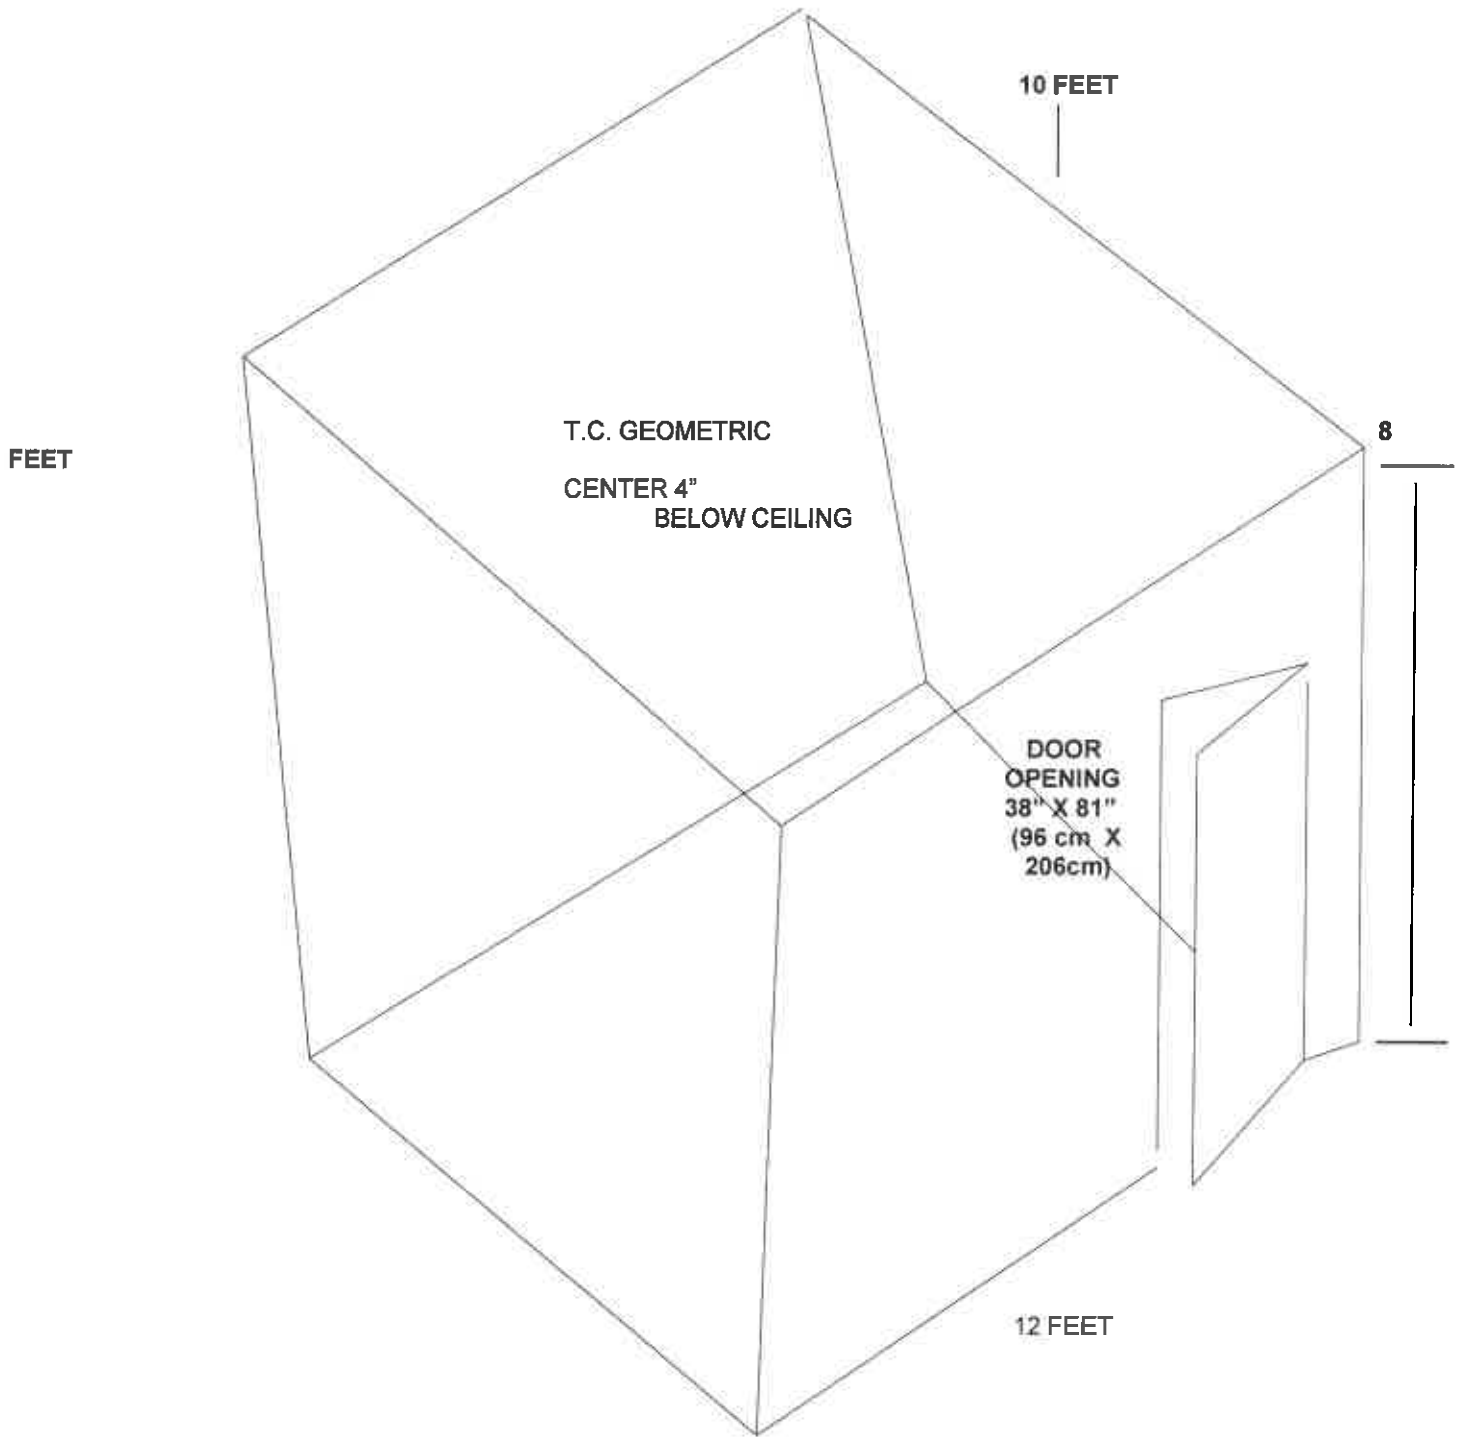 10 FEET
8
FEET
T.C. GEOMETRIC
CENTER 4”
BELOW CEILING
DOOR
OPENING
38” X 81”
(96 cm X
206cm)
12 FEET